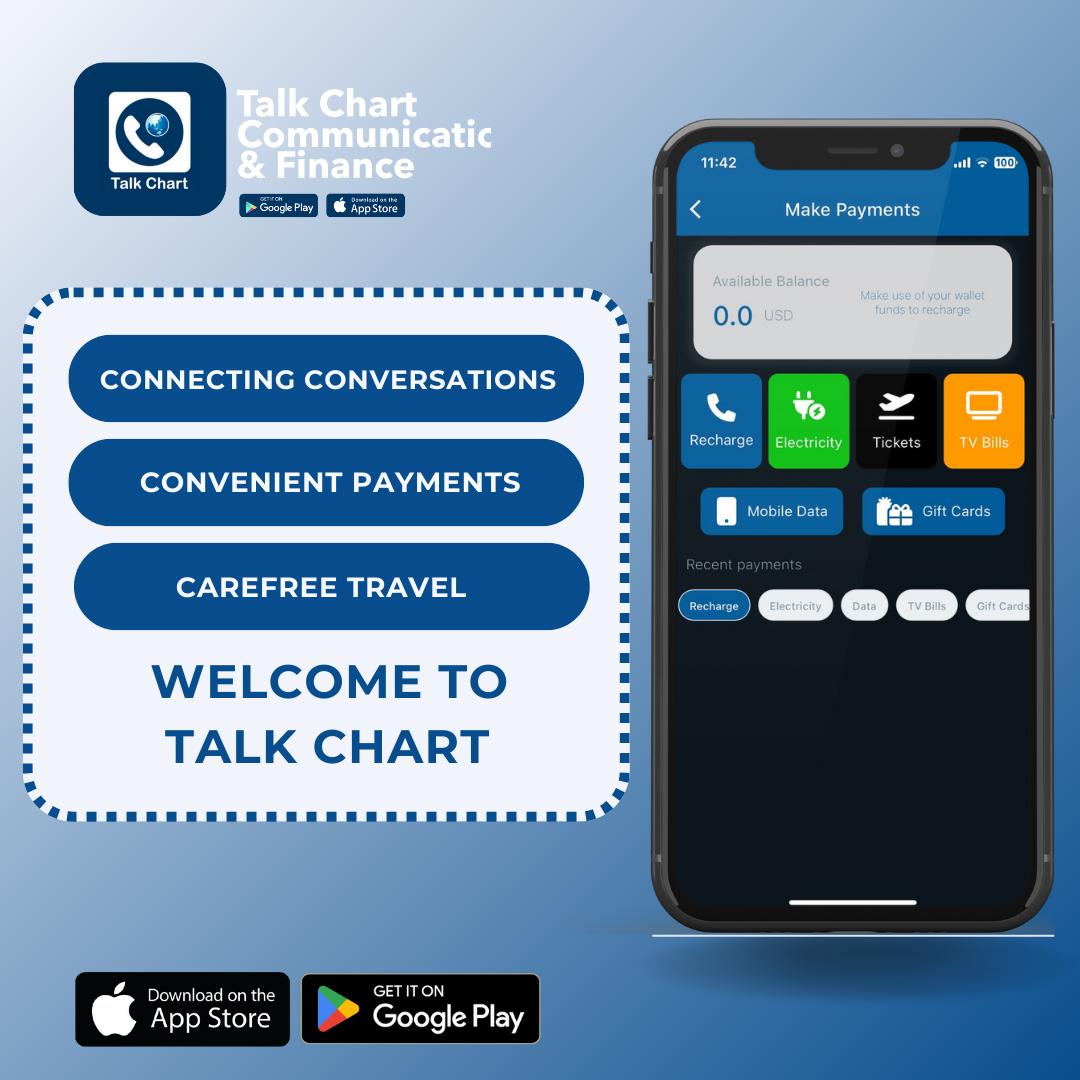 Talk Chart
Talk Chart
Communicatic
& Finance
GET IT ON
Google Play
Download on the
App Store
CONNECTING CONVERSATIONS
CONVENIENT PAYMENTS
CAREFREE TRAVEL
WELCOME TO
TALK CHART
11:42
100
Make Payments
Available Balance
0.0 USD
Make use of your wallet
funds to recharge
Recharge
Electricity
Tickets
TV Bills
Mobile Data
Gift Cards
Recent payments
Recharge
Electricity
Data
TV Bills
Gift Cards
Download on the
App Store
GET IT ON
Google Play